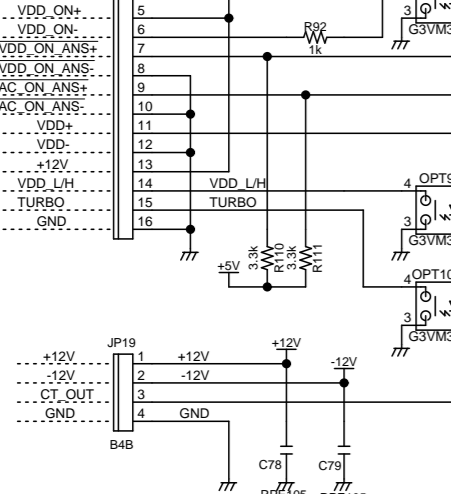 VDD_ON+ 5
VDD_ON- 6 R92 3
1k G3VM3
VDD_ON_ANS+ 7
VDD_ON_ANS- 8
AC_ON_ANS+ 9
AC_ON_ANS- 10
VDD+ 11
VDD- 12
+12V 13
VDD_L/H 14 VDD_L/H 4 OPT9
TURBO 15 TURBO
GND 16 3
G3VM3
+5V 3.3k R110 3.3k R111
4 OPT10
3
G3VM3
JP19
+12V 1 +12V +12V
-12V 2 -12V -12V
CT_OUT 3
GND 4 GND
B4B
C78 C79